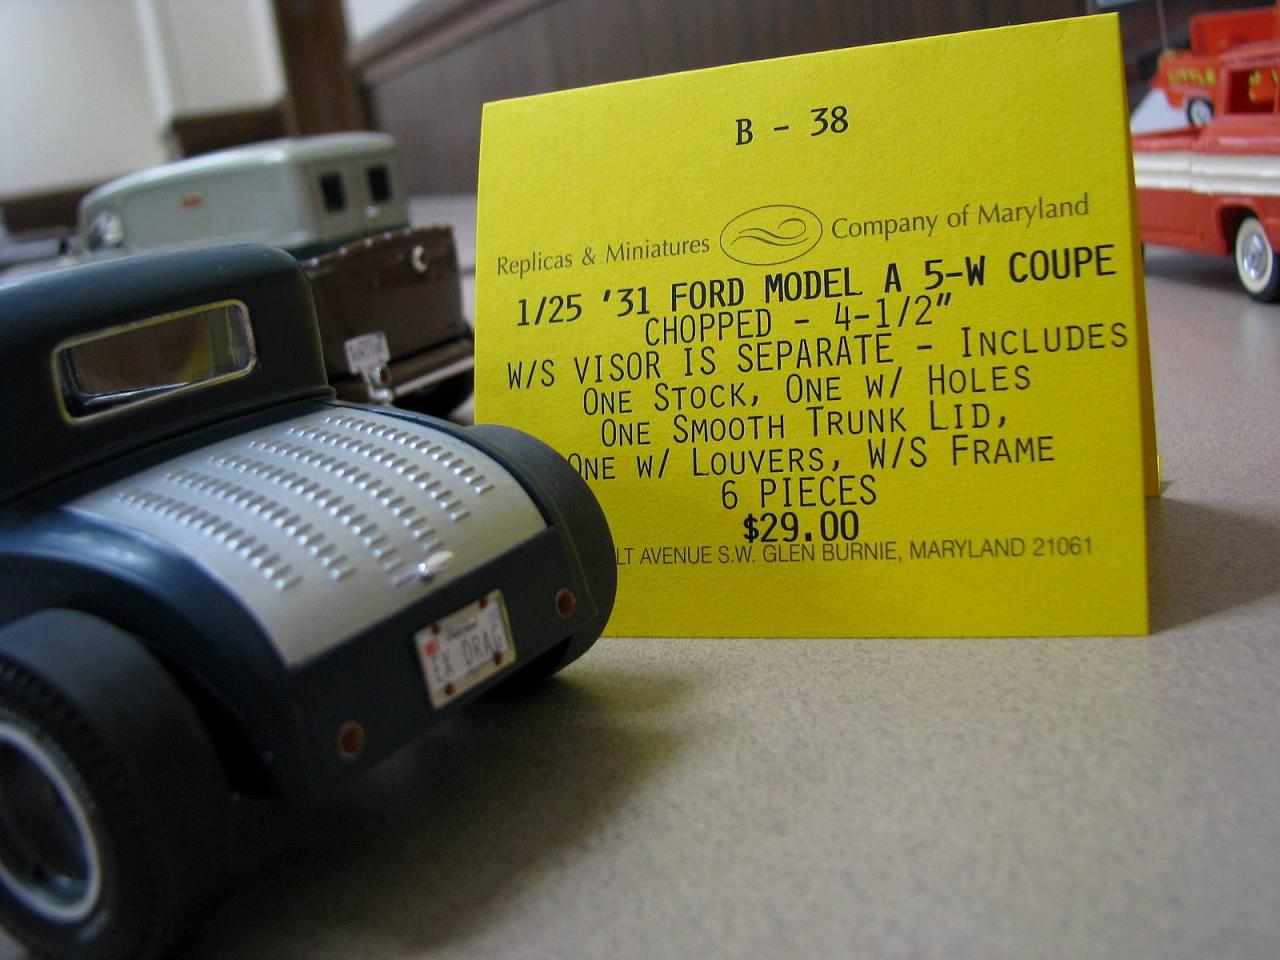 B - 38
Replicas & Miniatures Company of Maryland
1/25 '31 FORD MODEL A 5-W COUPE
CHOPPED - 4-1/2"
W/S VISOR IS SEPARATE - INCLUDES
ONE STOCK, ONE W/ HOLES
ONE SMOOTH TRUNK LID,
ONE W/ LOUVERS, W/S FRAME
6 PIECES
$29.00
LT AVENUE S.W. GLEN BURNIE, MARYLAND 21061
EX DRAG